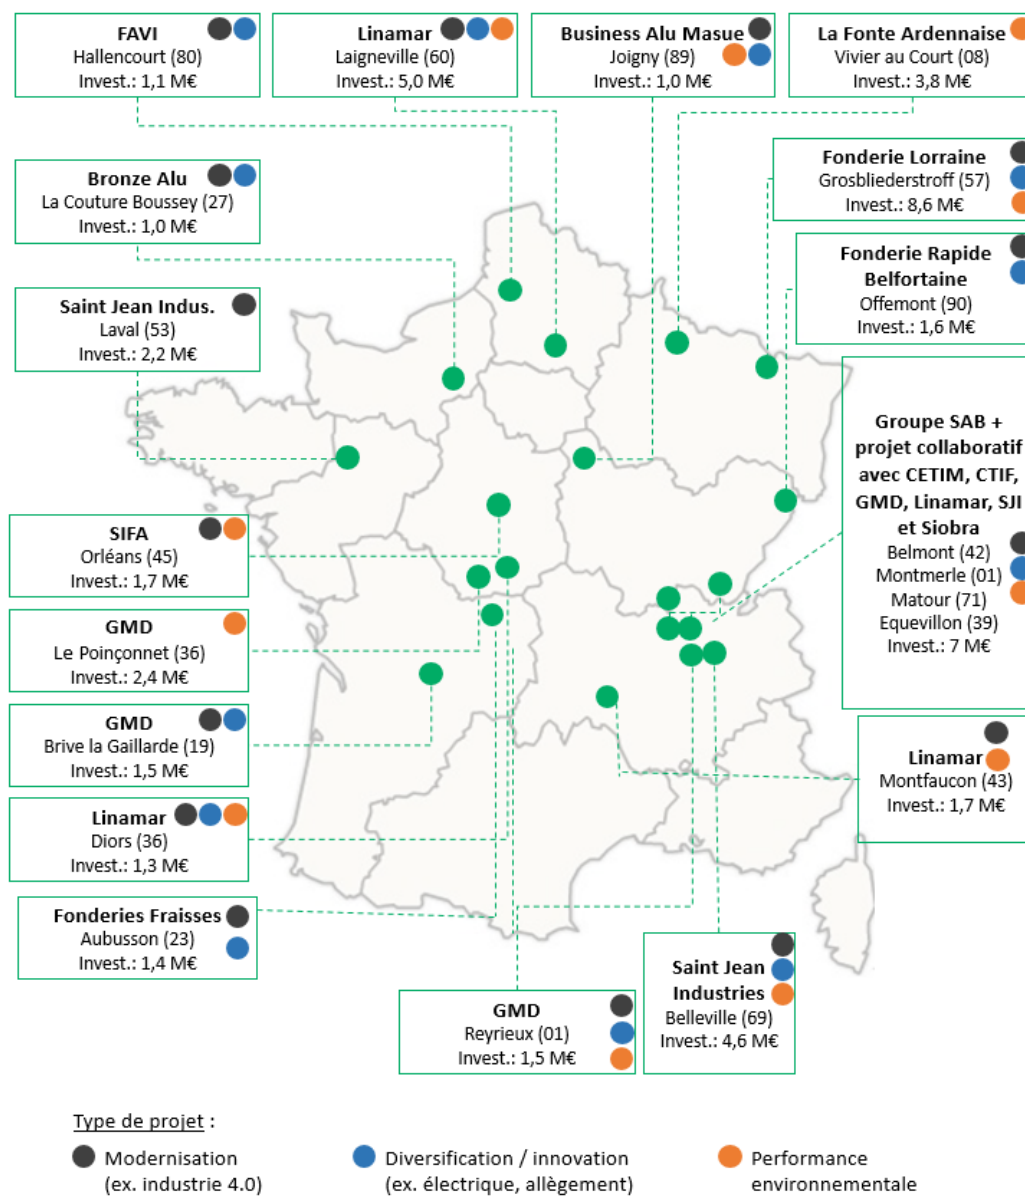 FAVI
Hallencourt (80)
Invest.: 1,1 M€
Linamar
Laigneville (60)
Invest.: 5,0 M€
Business Alu Masue
Joigny (89)
Invest.: 1,0 M€
La Fonte Ardennaise
Vivier au Court (08)
Invest.: 3,8 M€
Bronze Alu
La Couture Boussey (27)
Invest.: 1,0 M€
Fonderie Lorraine
Grosbliederstroff (57)
Invest.: 8,6 M€
Fonderie Rapide
Belfortaine
Offemont (90)
Invest.: 1,6 M€
Saint Jean Indus.
Laval (53)
Invest.: 2,2 M€
Groupe SAB +
projet collaboratif
avec CETIM, CTIF,
GMD, Linamar, SJI
et Siobra
Belmont (42)
Montmerle (01)
Matour (71)
Equevillon (39)
Invest.: 7 M€
SIFA
Orléans (45)
Invest.: 1,7 M€
GMD
Le Poinçonnet (36)
Invest.: 2,4 M€
GMD
Brive la Gaillarde (19)
Invest.: 1,5 M€
Linamar
Montfaucon (43)
Invest.: 1,7 M€
Linamar
Diors (36)
Invest.: 1,3 M€
Fonderies Fraisses
Aubusson (23)
Invest.: 1,4 M€
Saint Jean
Industries
Belleville (69)
Invest.: 4,6 M€
GMD
Reyrieux (01)
Invest.: 1,5 M€
Type de projet :
Modernisation
(ex. industrie 4.0)
Diversification / innovation
(ex. électrique, allègement)
Performance
environnementale